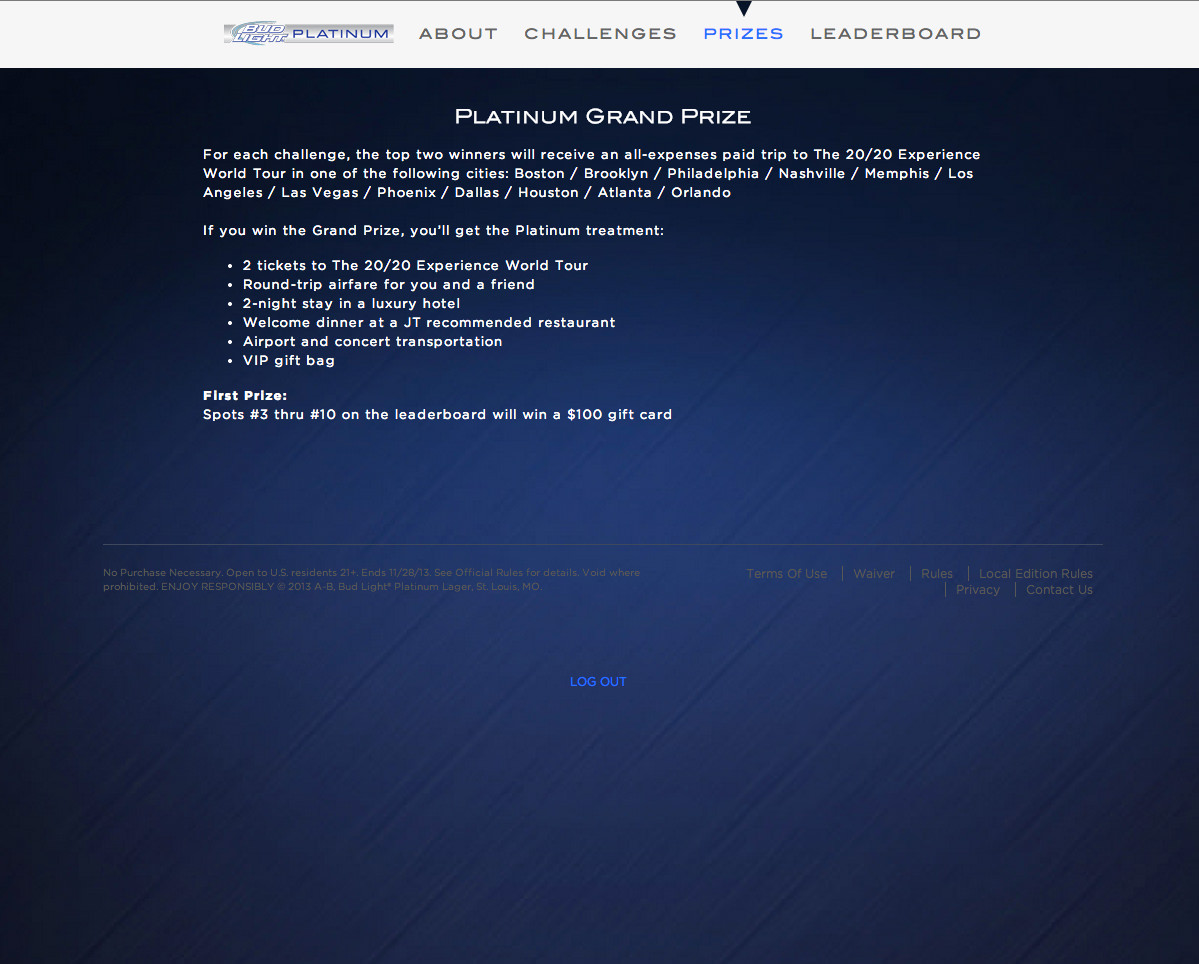 BUD LIGHT PLATINUM ABOUT CHALLENGES PRIZES LEADERBOARD
PLATINUM GRAND PRIZE
For each challenge, the top two winners will receive an all-expenses paid trip to The 20/20 Experience
World Tour in one of the following cities: Boston / Brooklyn / Philadelphia / Nashville / Memphis / Los
Angeles / Las Vegas / Phoenix / Dallas / Houston / Atlanta / Orlando
If you win the Grand Prize, you'll get the Platinum treatment:
• 2 tickets to The 20/20 Experience World Tour
• Round-trip airfare for you and a friend
• 2-night stay in a luxury hotel
• Welcome dinner at a JT recommended restaurant
• Airport and concert transportation
• VIP gift bag
First Prize:
Spots #3 thru #10 on the leaderboard will win a $100 gift card
No Purchase Necessary. Open to U.S. residents 21+. Ends 11/28/13. See Official Rules for details. Void where
prohibited. ENJOY RESPONSIBLY © 2013 A-B, Bud Light® Platinum Lager, St. Louis, MO.
Terms Of Use | Waiver | Rules | Local Edition Rules
| Privacy | Contact Us
LOG OUT